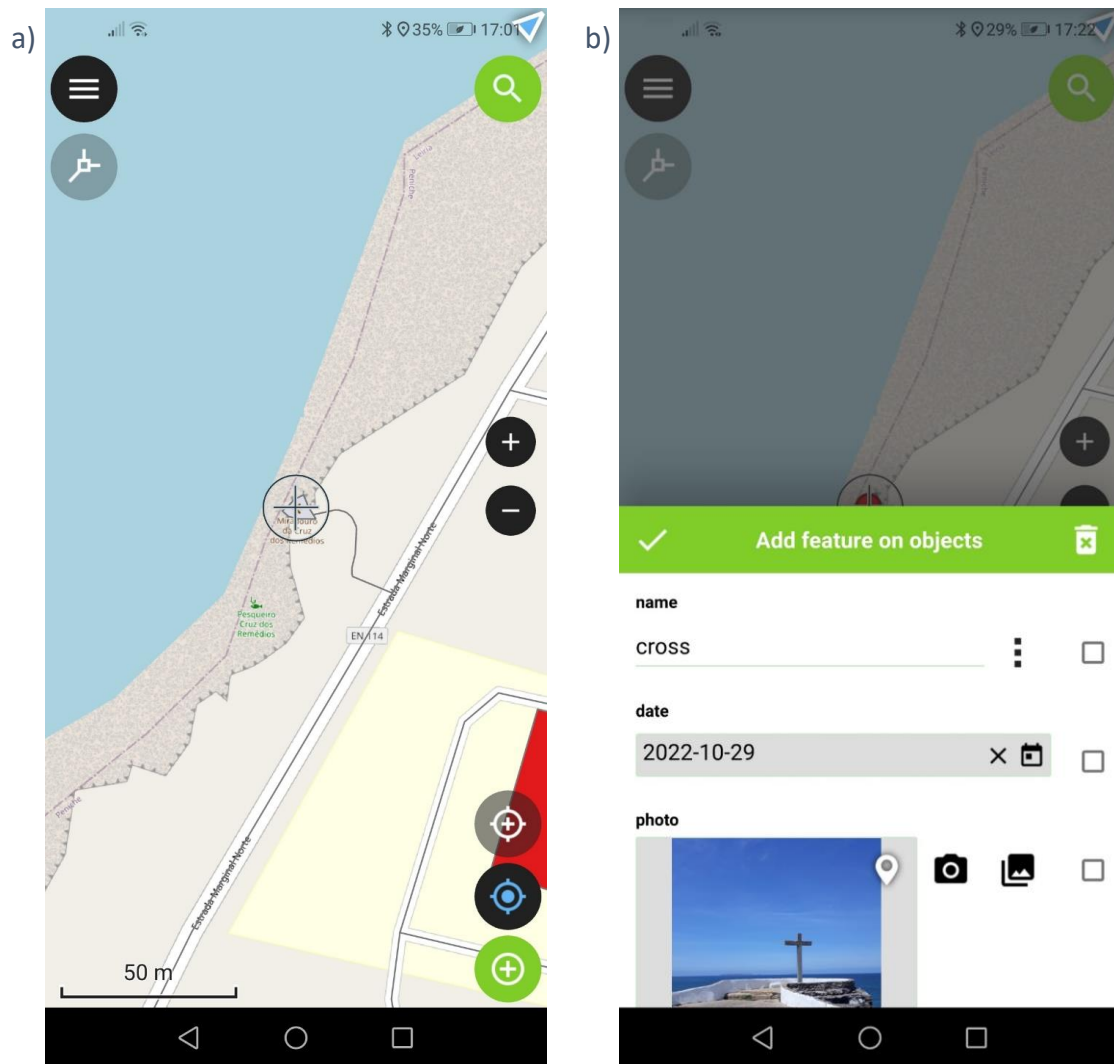 a)
35% 17:01
Leiria
Peniche
Miradouro
da Cruz
dos Remédios
Pesqueiro
Cruz dos
Remédios
Estrada Marginal Norte
EN 114
Peniche
Estrada Marginal Norte
50 m
b)
29% 17:22
Leiria
Peniche
Add feature on objects
name
cross
date
2022-10-29
photo